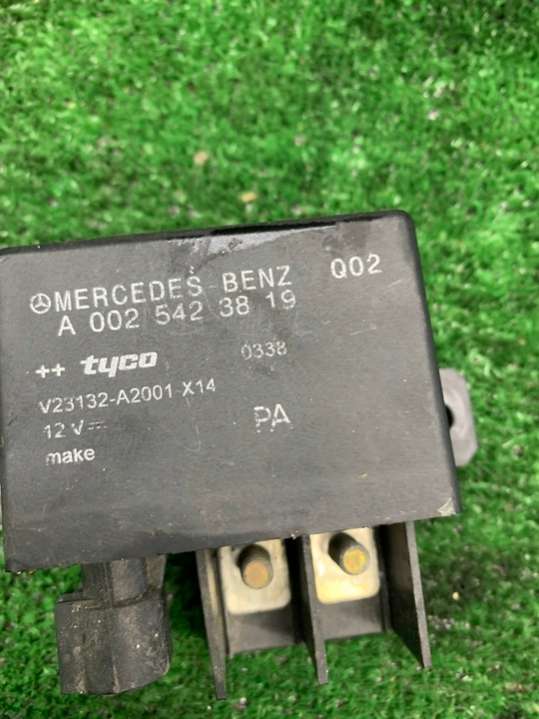 MERCEDES-BENZ Q02
A 002 542 38 19
++ tyco 0338
V23132-A2001-X14
12 V PA
make